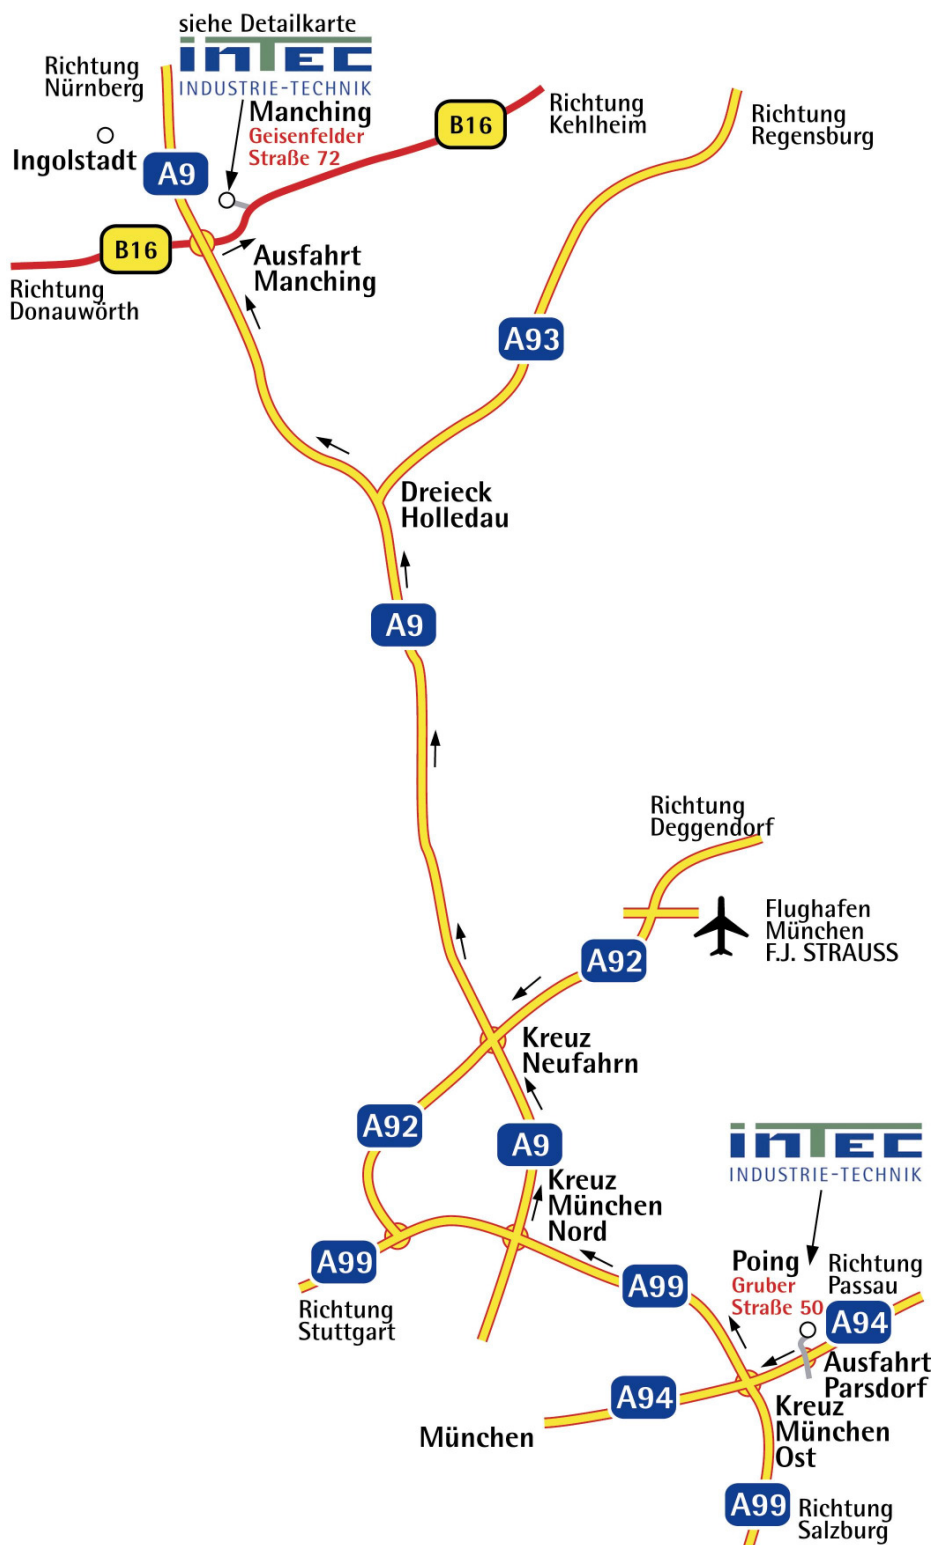 siehe Detailkarte
inTEC
INDUSTRIE-TECHNIK
Richtung
Nürnberg
Manching
Geisenfelder
Straße 72
B16
Richtung
Kehlheim
Richtung
Regensburg
Ingolstadt
A9
B16
Ausfahrt
Manching
Richtung
Donauwörth
A93
Dreieck
Holledau
A9
Richtung
Deggendorf
Flughafen
München
F.J. STRAUSS
A92
Kreuz
Neufahrn
A92
A9
inTEC
INDUSTRIE-TECHNIK
Kreuz
München
Nord
A99
Richtung
Stuttgart
A99
Poing
Gruber
Straße 50
Richtung
Passau
A94
Ausfahrt
Parsdorf
A94
München
Kreuz
München
Ost
A99
Richtung
Salzburg